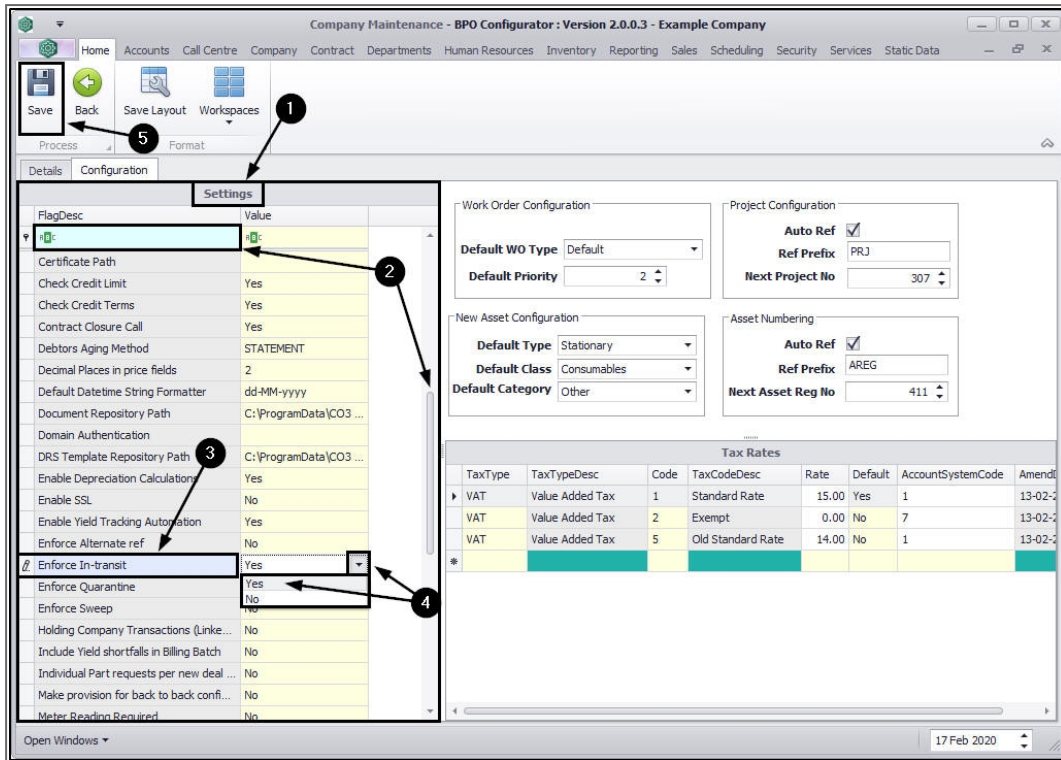 Company Maintenance - BPO Configurator : Version 2.0.0.3 - Example Company
Home Accounts Call Centre Company Contract Departments Human Resources Inventory Reporting Sales Scheduling Security Services Static Data
Save Back Save Layout Workspaces
1
5
Process Format
Details Configuration
Settings
FlagDesc Value
2
Certificate Path
Check Credit Limit Yes
Check Credit Terms Yes
Contract Closure Call Yes
Debtors Aging Method STATEMENT
Decimal Places in price fields 2
Default Datetime String Formatter dd-MM-yyyy
Document Repository Path C:\ProgramData\CO3 ...
Domain Authentication
DRS Template Repository Path C:\ProgramData\CO3 ...
3
Enable Depreciation Calculations Yes
Enable SSL No
Enable Yield Tracking Automation Yes
Enforce Alternate ref No
Enforce In-transit Yes
Enforce Quarantine Yes
No
4
Enforce Sweep No
Holding Company Transactions (Linke... No
Include Yield shortfalls in Billing Batch No
Individual Part requests per new deal ... No
Make provision for back to back confi... No
Meter Reading Required No
Work Order Configuration
Default WO Type Default
Default Priority 2
Project Configuration
Auto Ref
Ref Prefix PRJ
Next Project No 307
New Asset Configuration
Default Type Stationary
Default Class Consumables
Default Category Other
Asset Numbering
Auto Ref
Ref Prefix AREG
Next Asset Reg No 411
Tax Rates
TaxType TaxTypeDesc Code TaxCodeDesc Rate Default AccountSystemCode AmendD
VAT Value Added Tax 1 Standard Rate 15.00 Yes 1 13-02-2
VAT Value Added Tax 2 Exempt 0.00 No 7 13-02-2
VAT Value Added Tax 5 Old Standard Rate 14.00 No 1 13-02-2
Open Windows 17 Feb 2020